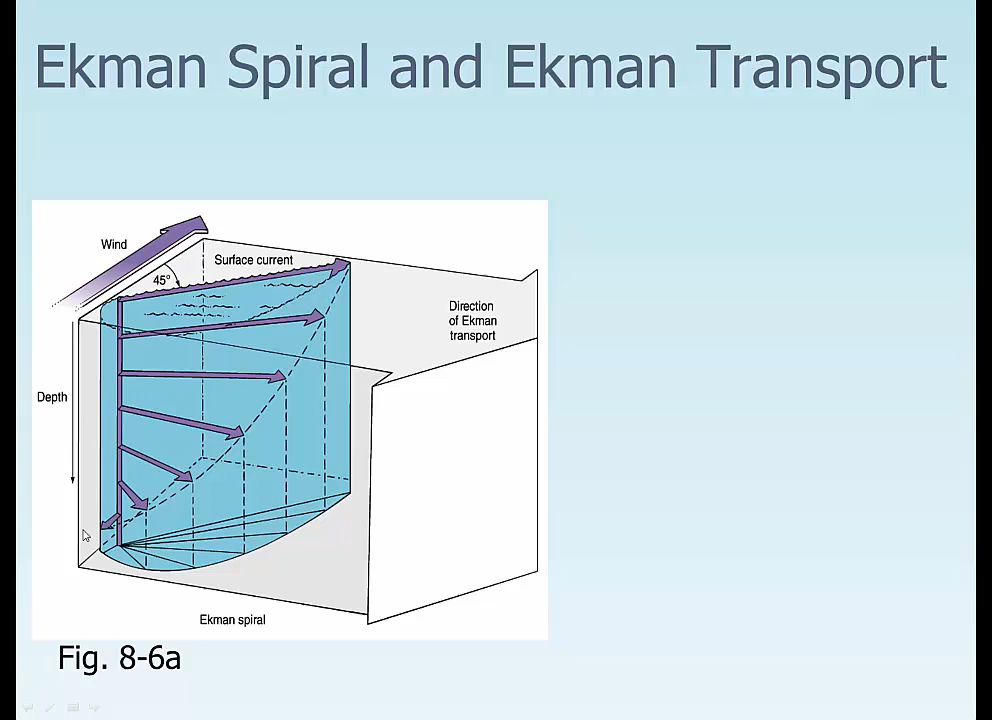 Ekman Spiral and Ekman Transport
Wind
Surface current
45°
Direction
of Ekman
transport
Depth
Ekman spiral
Fig. 8-6a